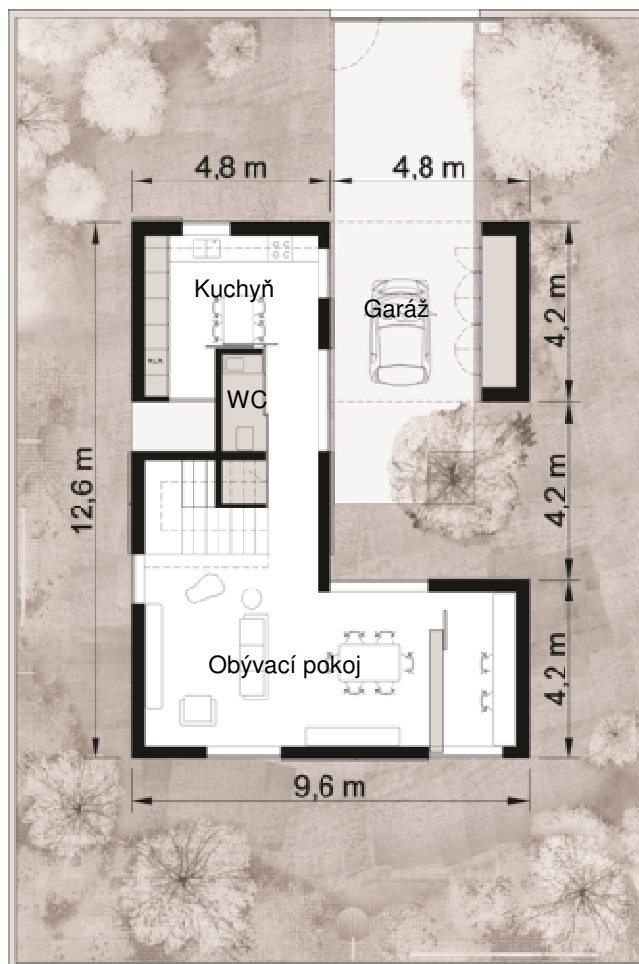 4,8 m
4,8 m
Kuchyň
Garáž
4,2 m
WC
12,6 m
4,2 m
Obývací pokoj
4,2 m
9,6 m